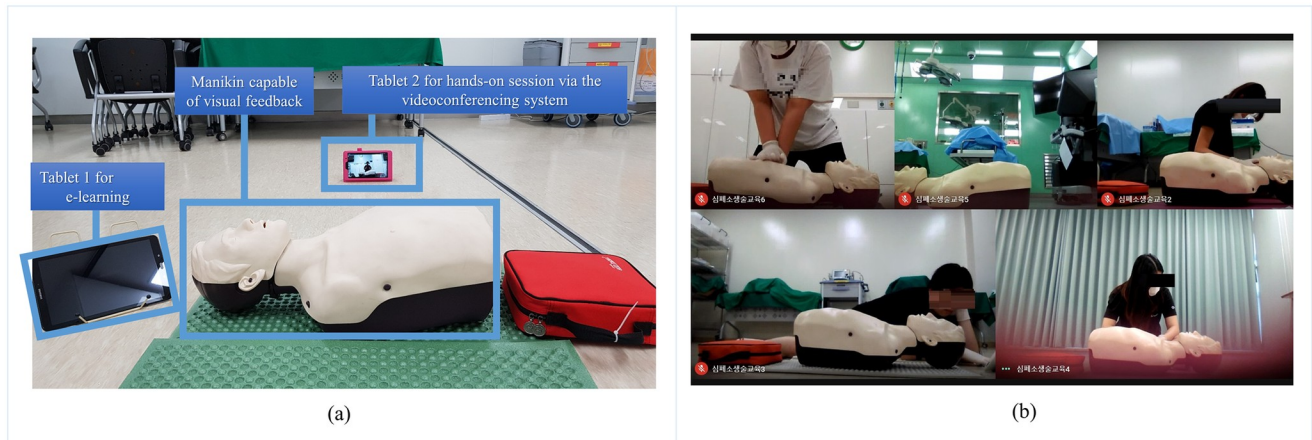 Manikin capable
of visual feedback
Tablet 2 for hands-on session via the
videoconferencing system
Tablet 1 for
e-learning
심폐소생술교육6
심폐소생술교육5
심폐소생술교육2
심폐소생술교육3
심폐소생술교육4
(a)
(b)